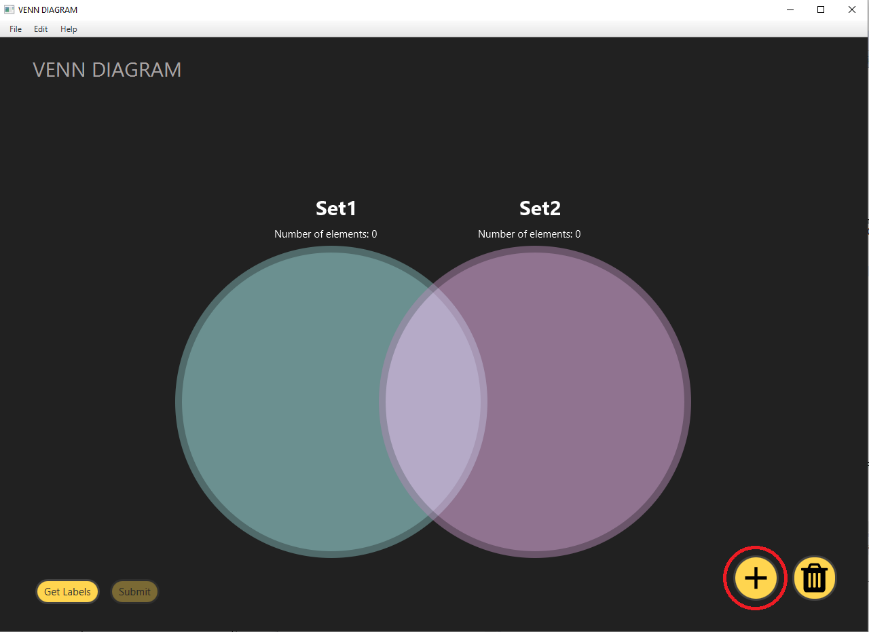 VENN DIAGRAM
File Edit Help
VENN DIAGRAM
Set1 Set2
Number of elements: 0 Number of elements: 0
Get Labels Submit